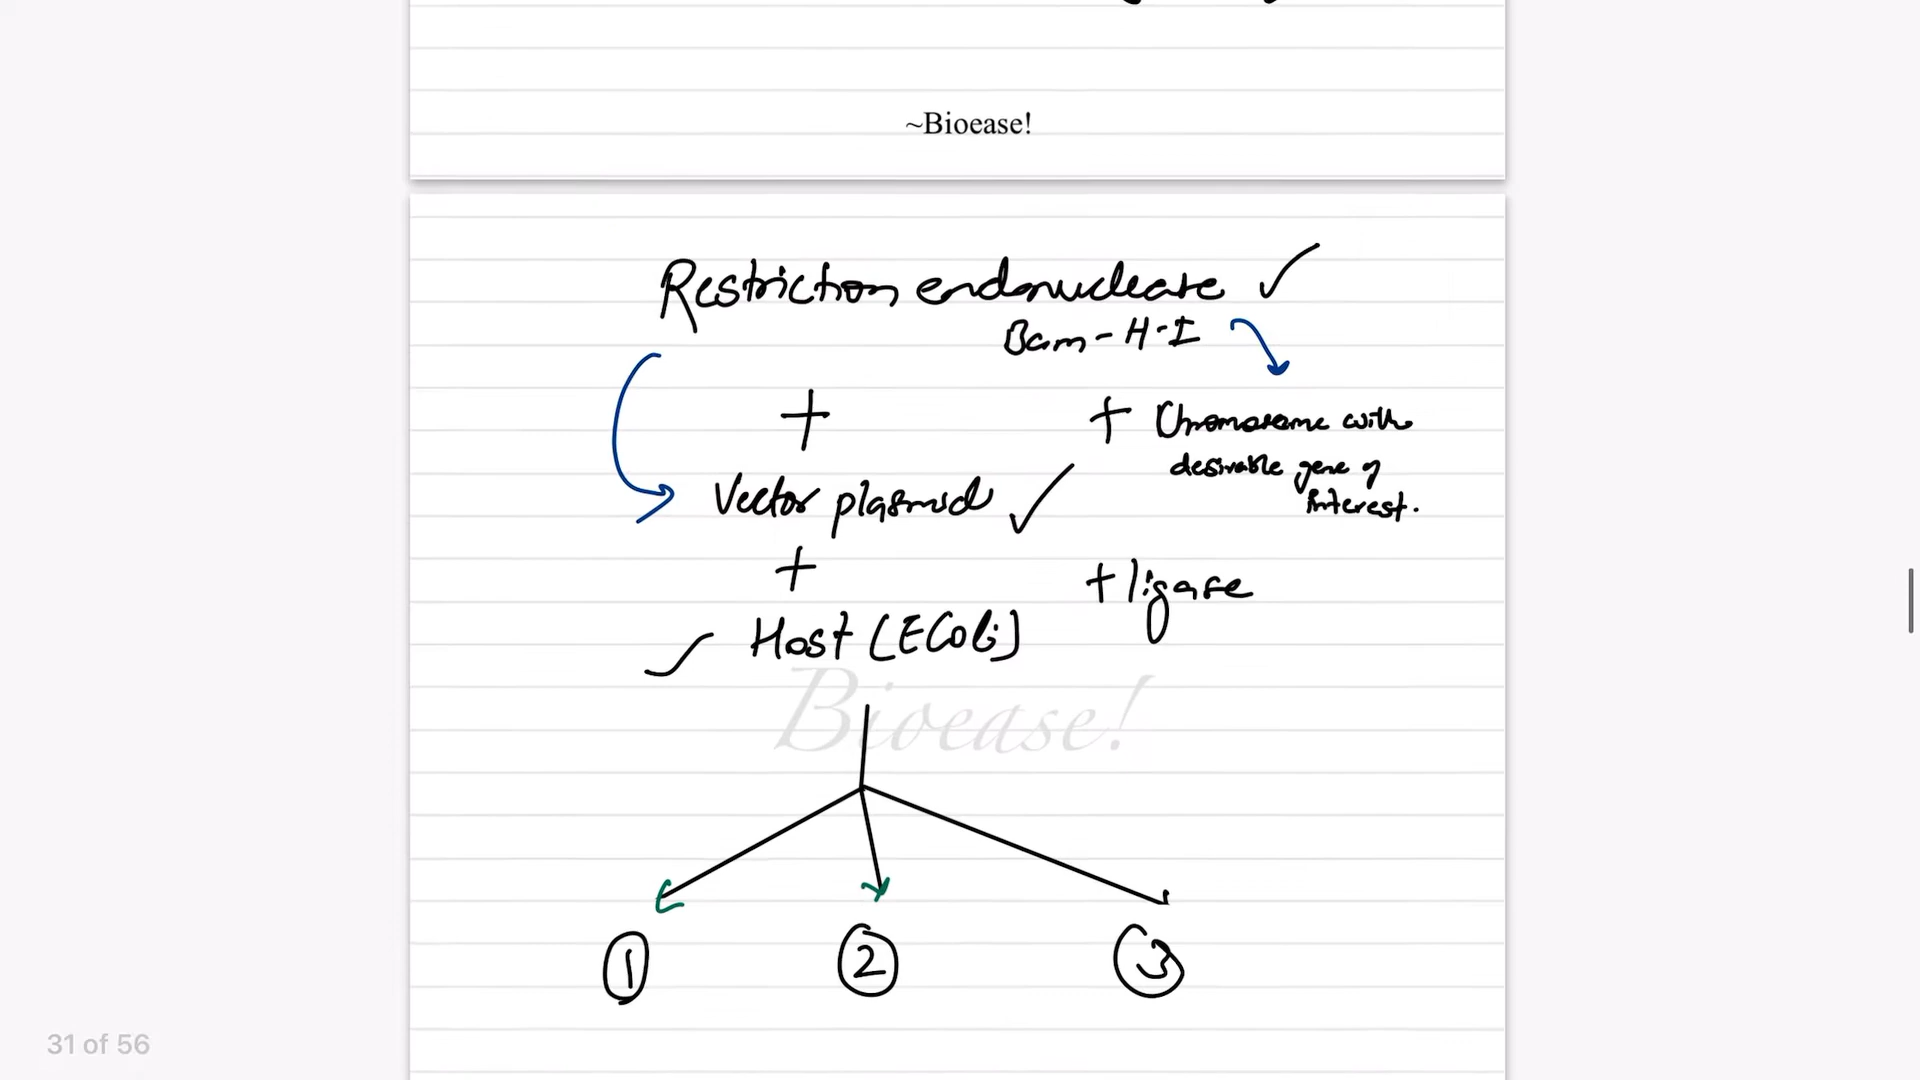 ~Bioease!
Restriction endonuclease
Bam-H-I
+
+ Chromosome with
desirable gene of
interest.
Vector plasmid
+
+ ligase
Host (E Coli)
Bioease!
1 2 3
31 of 56